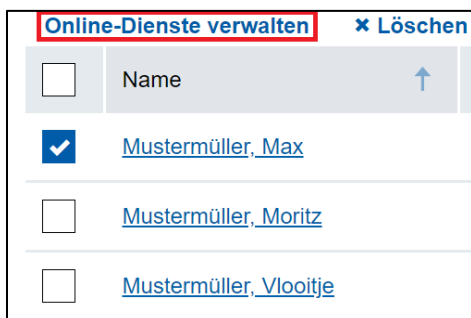 Online-Dienste verwalten × Löschen
Name ↑
Mustermüller, Max
Mustermüller, Moritz
Mustermüller, Vlooitje